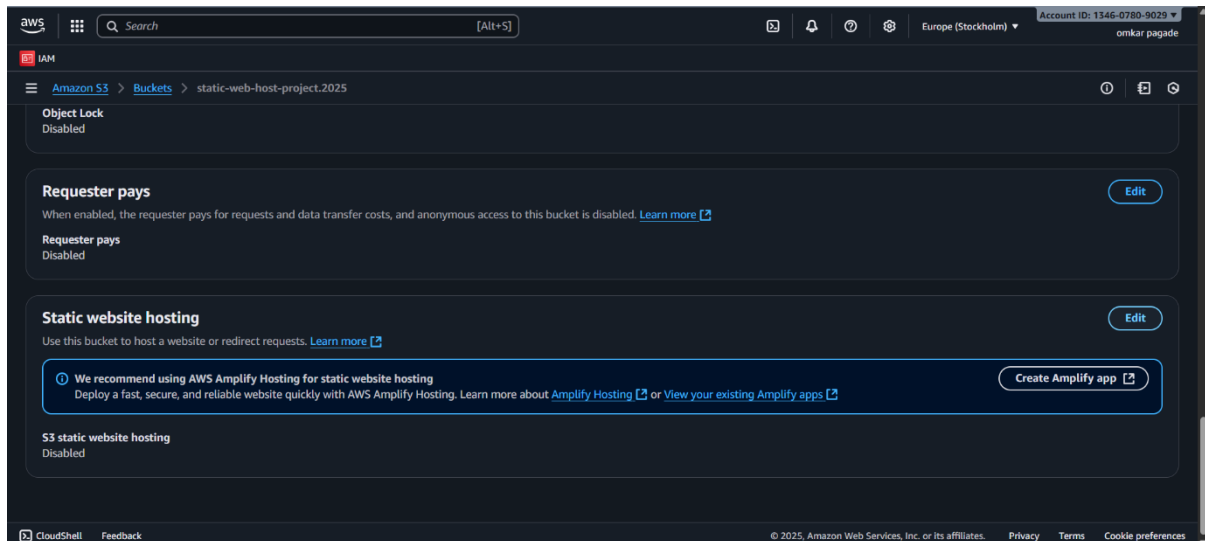 aws
Search [Alt+S] Europe (Stockholm) ▼ Account ID: 1346-0780-9029 ▼
omkar pagade
IAM
Amazon S3 > Buckets > static-web-host-project.2025
Object Lock
Disabled
Requester pays Edit
When enabled, the requester pays for requests and data transfer costs, and anonymous access to this bucket is disabled. Learn more
Requester pays
Disabled
Static website hosting Edit
Use this bucket to host a website or redirect requests. Learn more
We recommend using AWS Amplify Hosting for static website hosting Create Amplify app
Deploy a fast, secure, and reliable website quickly with AWS Amplify Hosting. Learn more about Amplify Hosting or View your existing Amplify apps
S3 static website hosting
Disabled
CloudShell Feedback © 2025, Amazon Web Services, Inc. or its affiliates. Privacy Terms Cookie preferences